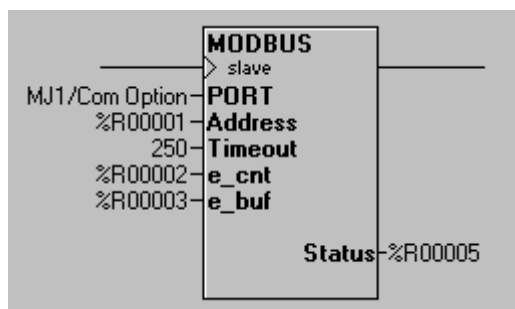 MODBUS
slave
MJ1/Com Option PORT
%R00001 Address
250 Timeout
%R00002 e_cnt
%R00003 e_buf
Status %R00005